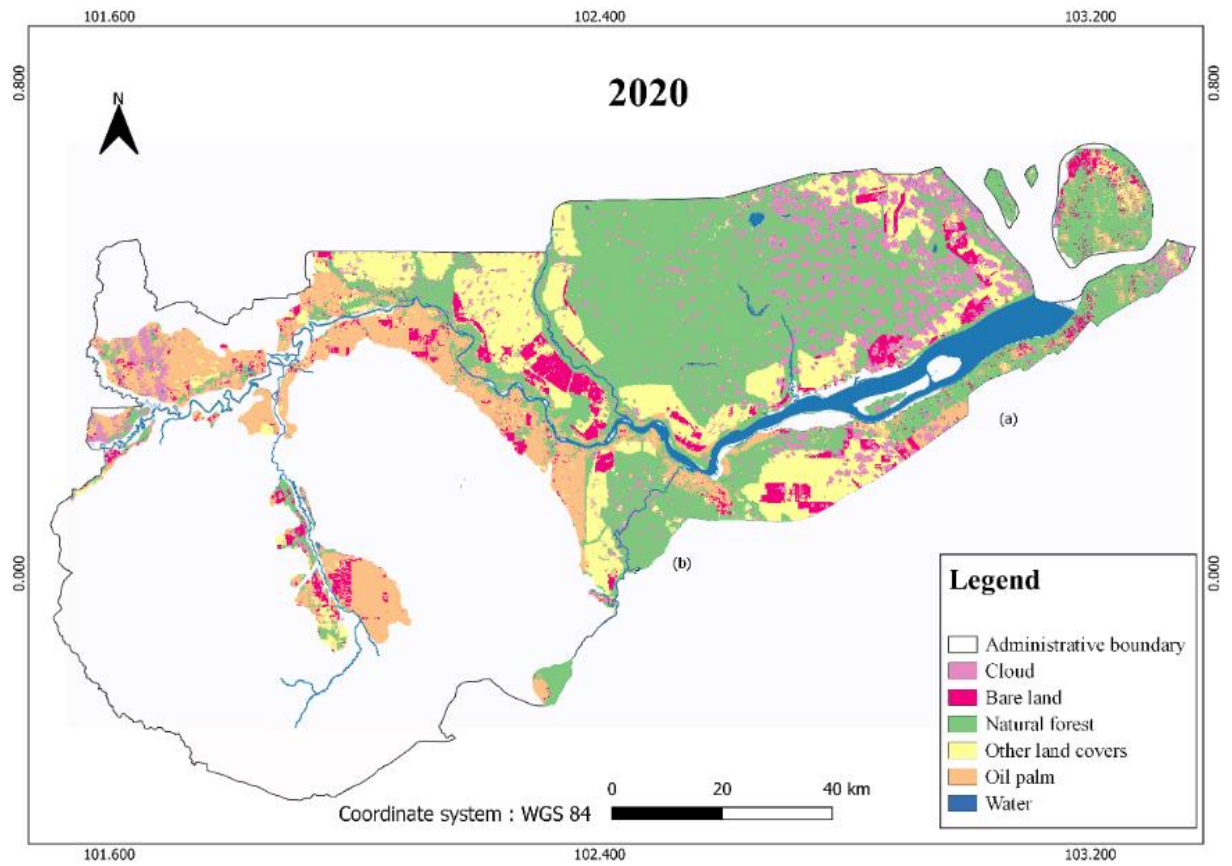 101.600 102.400 103.200
0.800 0.800
2020
N
(a)
(b)
0.000 0.000
Legend
Administrative boundary
Cloud
Bare land
Natural forest
Other land covers
Oil palm
Water
0 20 40 km
Coordinate system : WGS 84
101.600 102.400 103.200